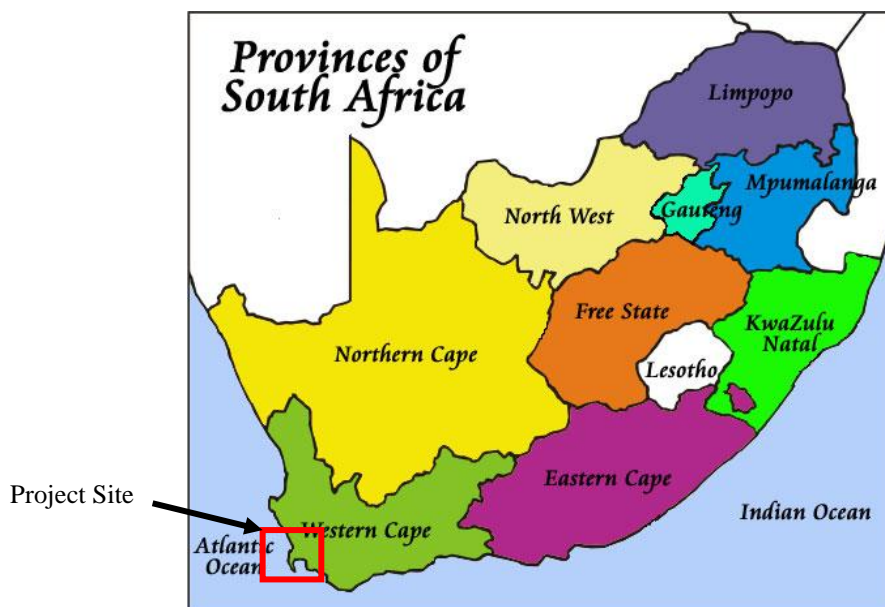 Provinces of
South Africa
Limpopo
Mpumalanga
Gauteng
North West
Free State
KwaZulu
Natal
Northern Cape
Lesotho
Eastern Cape
Project Site
Indian Ocean
Western Cape
Atlantic
Ocean